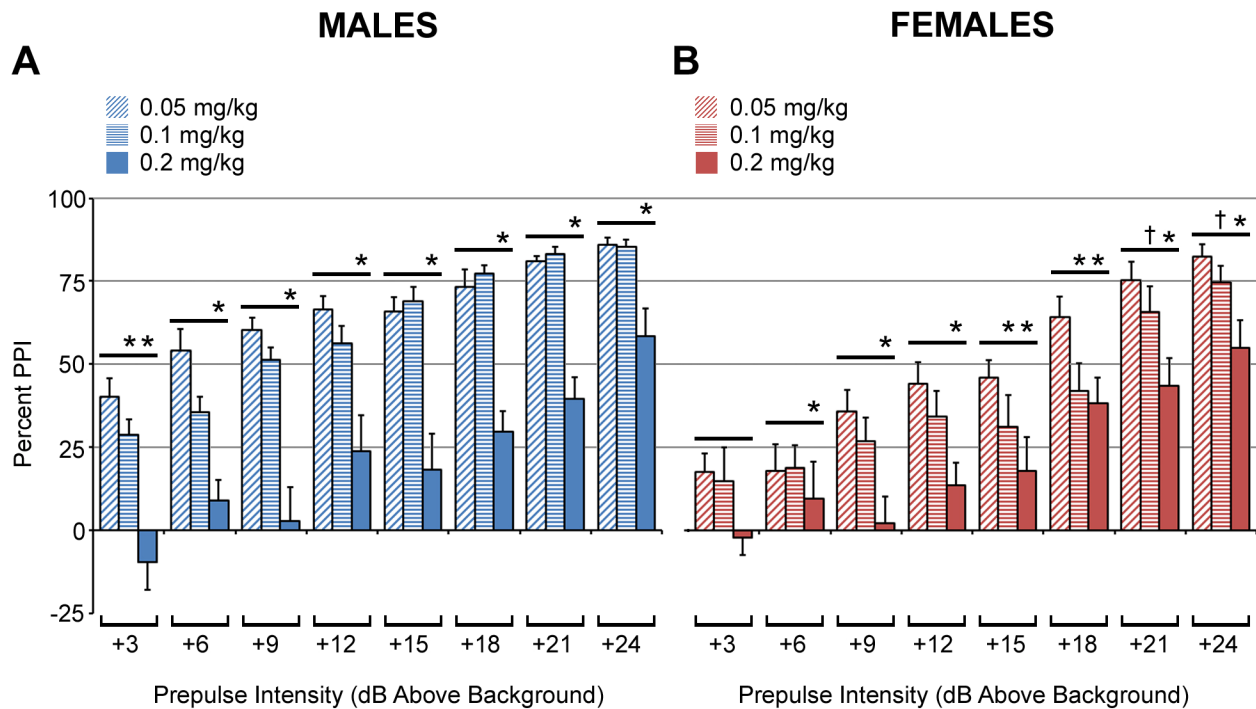 MALES
FEMALES
A
B
0.05 mg/kg
0.1 mg/kg
0.2 mg/kg
0.05 mg/kg
0.1 mg/kg
0.2 mg/kg
Percent PPI
100
75
50
25
0
-25
** * * * * * * *
* * * ** ** † * † *
+3 +6 +9 +12 +15 +18 +21 +24
+3 +6 +9 +12 +15 +18 +21 +24
Prepulse Intensity (dB Above Background)
Prepulse Intensity (dB Above Background)